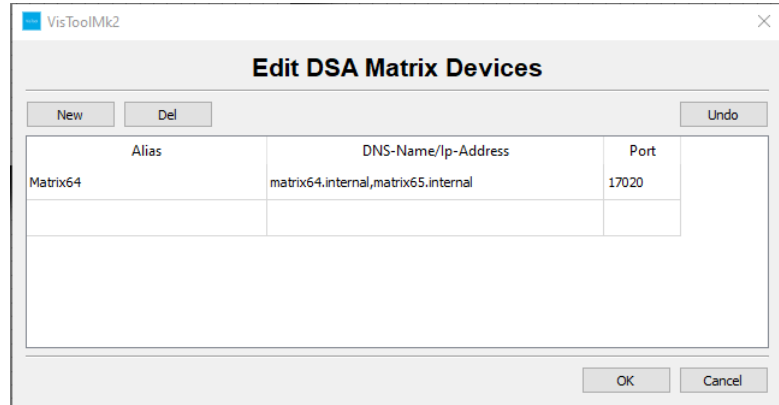 VisToolMk2
Edit DSA Matrix Devices
New Del Undo
Alias DNS-Name/Ip-Address Port
Matrix64 matrix64.internal,matrix65.internal 17020
OK Cancel